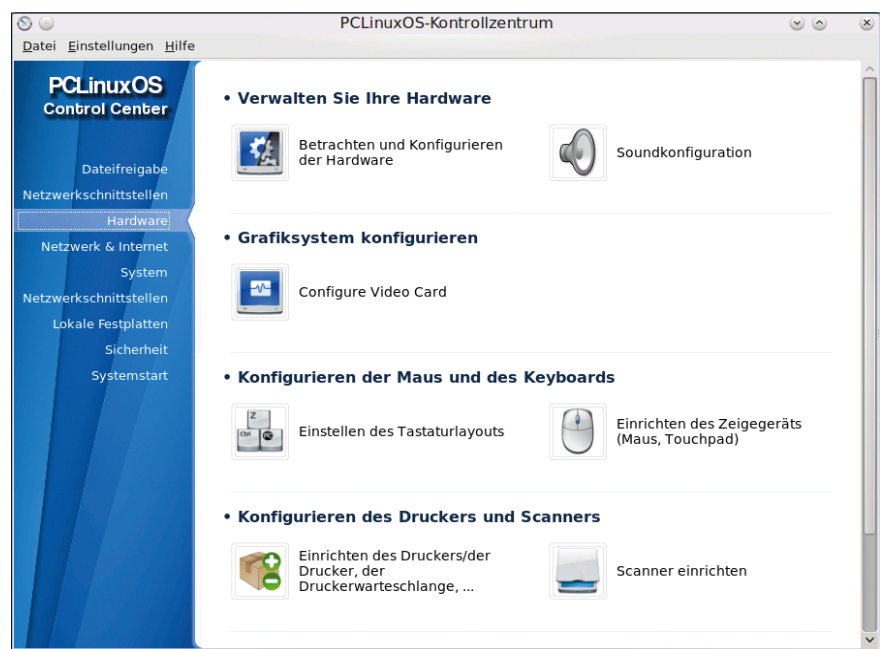 PCLinuxOS-Kontrollzentrum
Datei Einstellungen Hilfe
PCLinuxOS
Control Center
Dateifreigabe
Netzwerkschnittstellen
Hardware
Netzwerk & Internet
System
Netzwerkschnittstellen
Lokale Festplatten
Sicherheit
Systemstart
• Verwalten Sie Ihre Hardware
Betrachten und Konfigurieren
der Hardware
Soundkonfiguration
• Grafiksystem konfigurieren
Configure Video Card
• Konfigurieren der Maus und des Keyboards
Z
Ctrl PC
Einstellen des Tastaturlayouts
Einrichten des Zeigegeräts
(Maus, Touchpad)
• Konfigurieren des Druckers und Scanners
Einrichten des Druckers/der
Drucker, der
Druckerwarteschlange, ...
Scanner einrichten